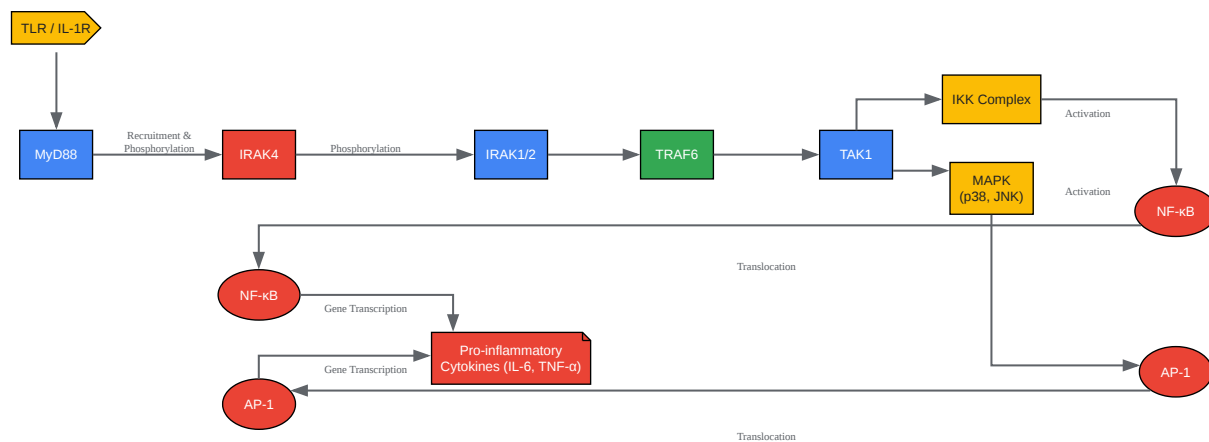 TLR / IL-1R
MyD88
Recruitment &
Phosphorylation
IRAK4
Phosphorylation
IRAK1/2
TRAF6
TAK1
IKK Complex
Activation
MAPK
(p38, JNK)
Activation
NF-κB
Translocation
NF-κB
Gene Transcription
Pro-inflammatory
Cytokines (IL-6, TNF-α)
Gene Transcription
AP-1
AP-1
Translocation